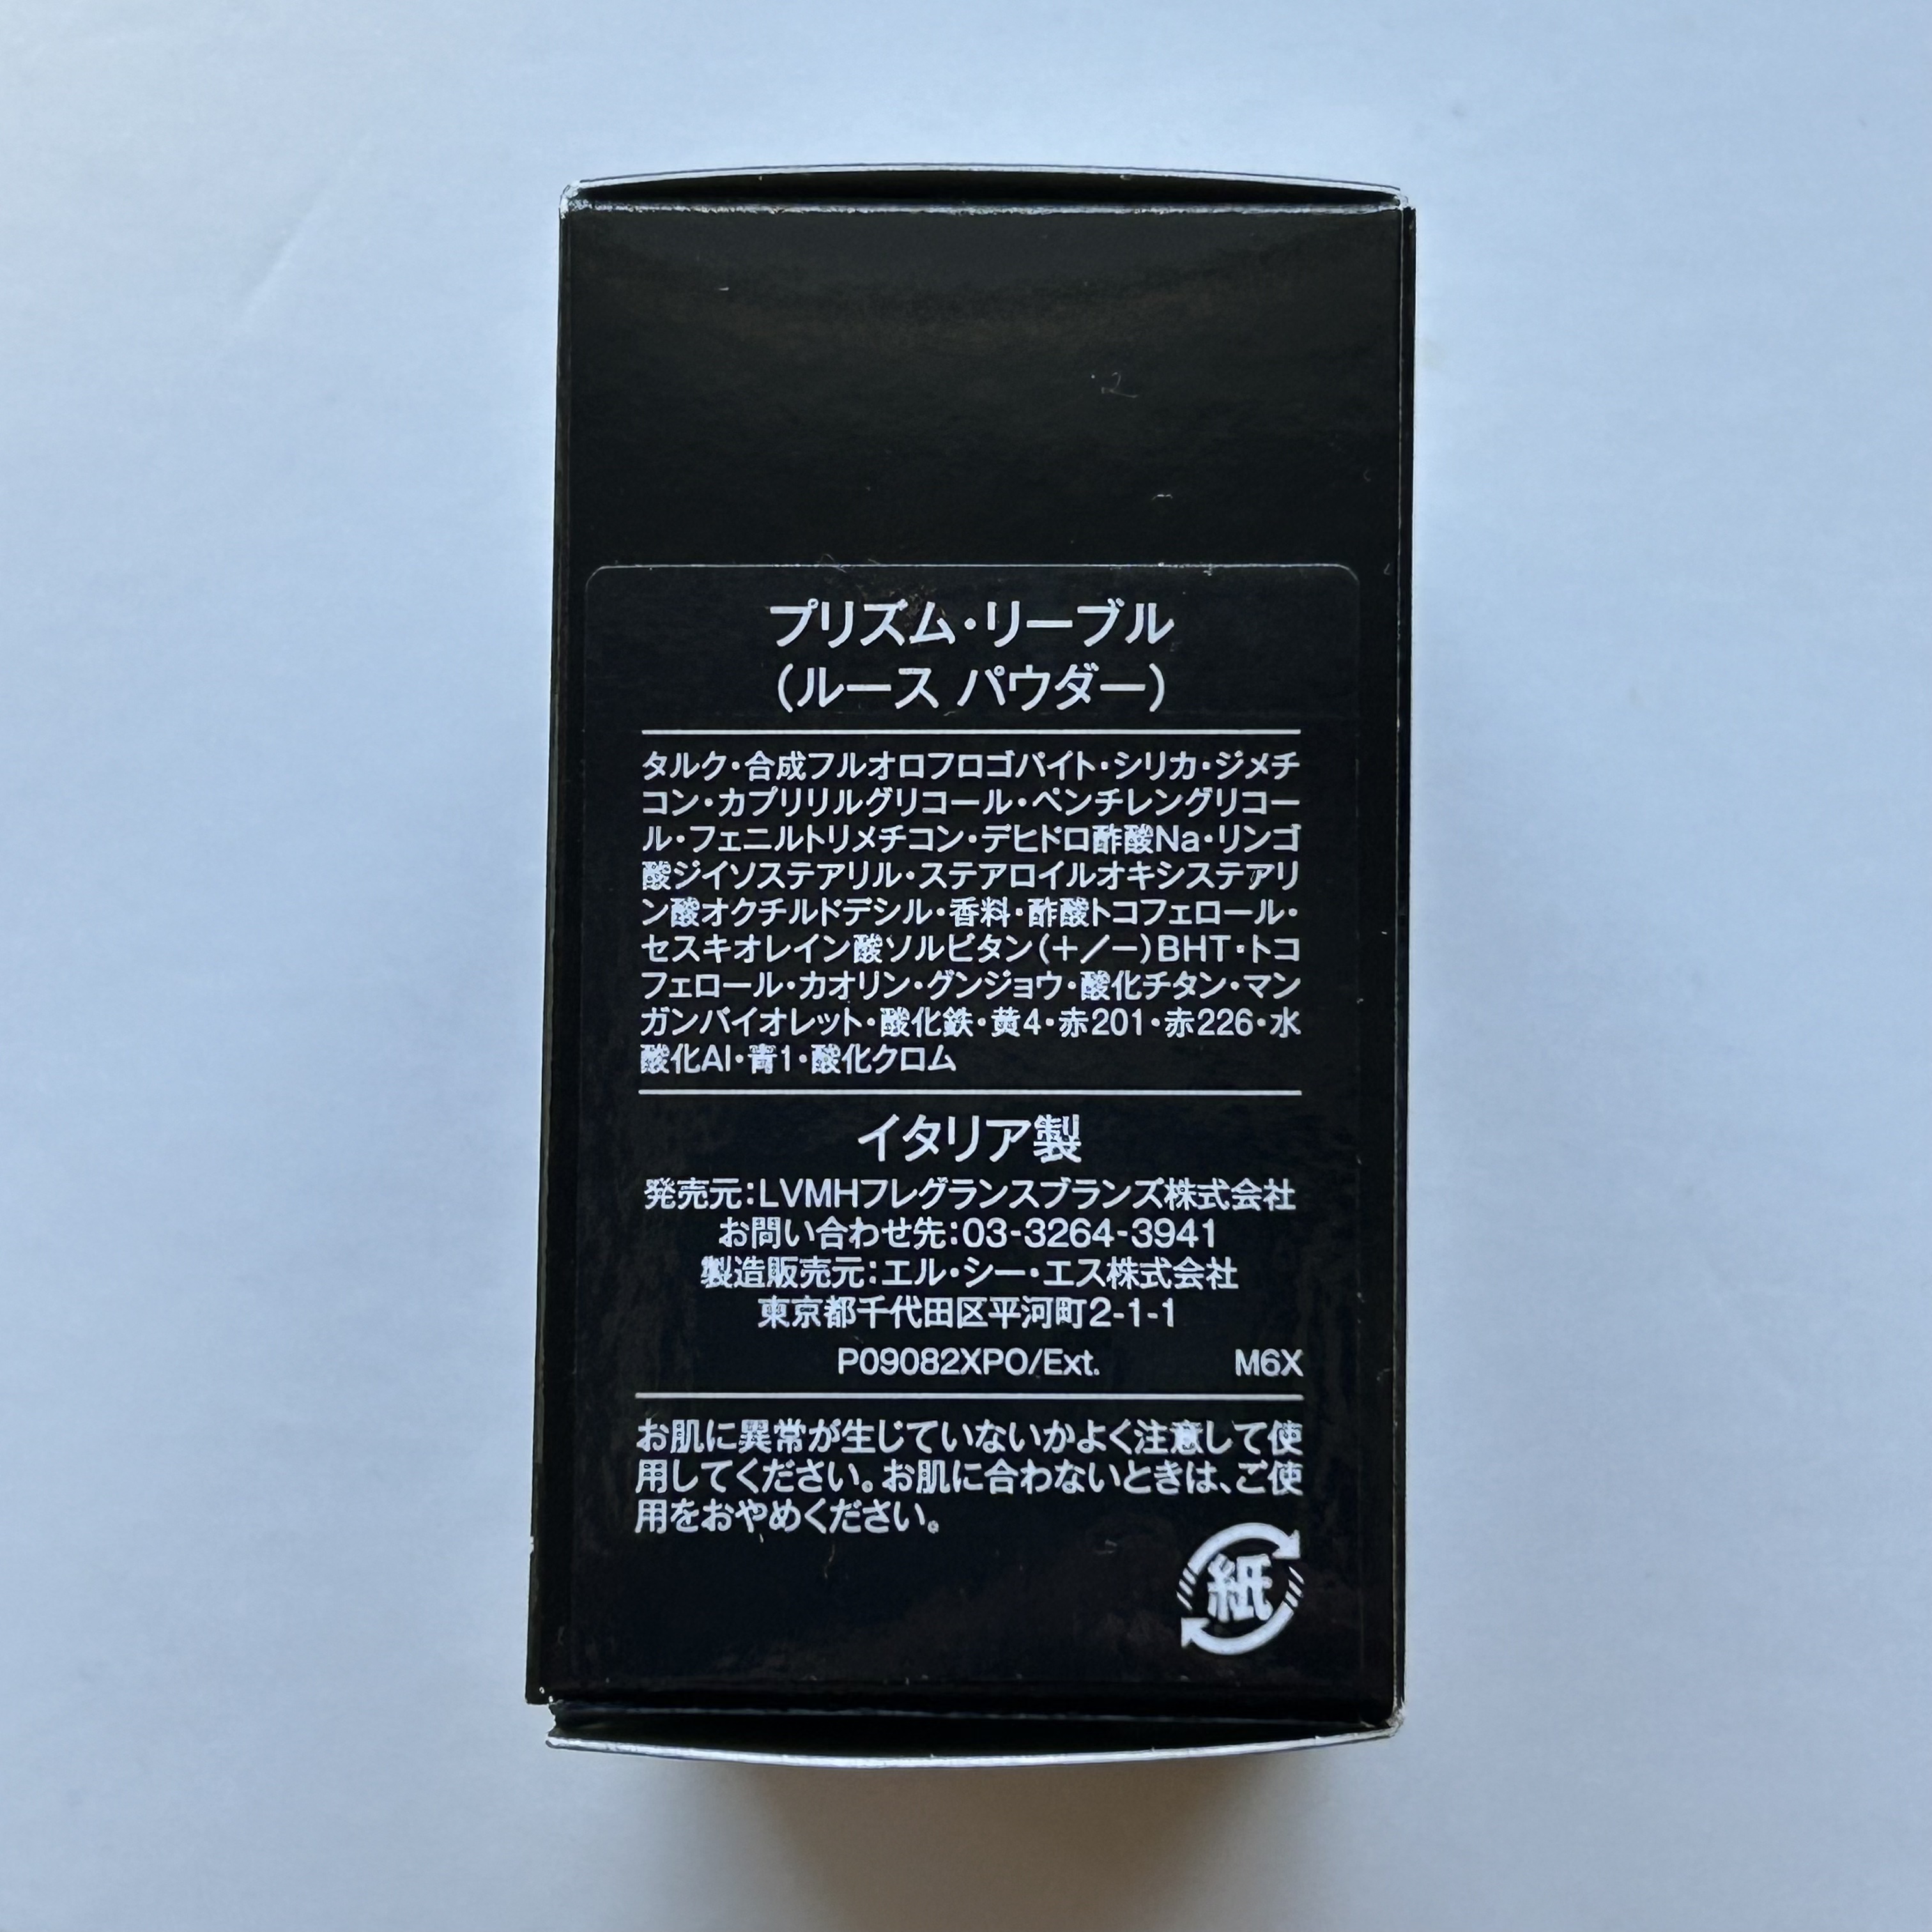 プリズム・リーブル
（ルース パウダー）
タルク・合成フルオロフロゴパイト・シリカ・ジメチ
コン・カプリリルグリコール・ペンチレングリコー
ル・フェニルトリメチコン・デヒドロ酢酸Na・リンゴ
酸ジイソステアリル・ステアロイルオキシステアリ
ン酸オクチルドデシル・香料・酢酸トコフェロール・
セスキオレイン酸ソルビタン（＋／－）BHT・トコ
フェロール・カオリン・グンジョウ・酸化チタン・マン
ガンバイオレット・酸化鉄・黄4・赤201・赤226・水
酸化Al・青1・酸化クロム
イタリア製
発売元：LVMHフレグランスブランズ株式会社
お問い合わせ先：03-3264-3941
製造販売元：エル・シー・エス株式会社
東京都千代田区平河町2-1-1
P09082XPO/Ext. M6X
お肌に異常が生じていないかよく注意して使
用してください。お肌に合わないときは、ご使
用をおやめください。
紙